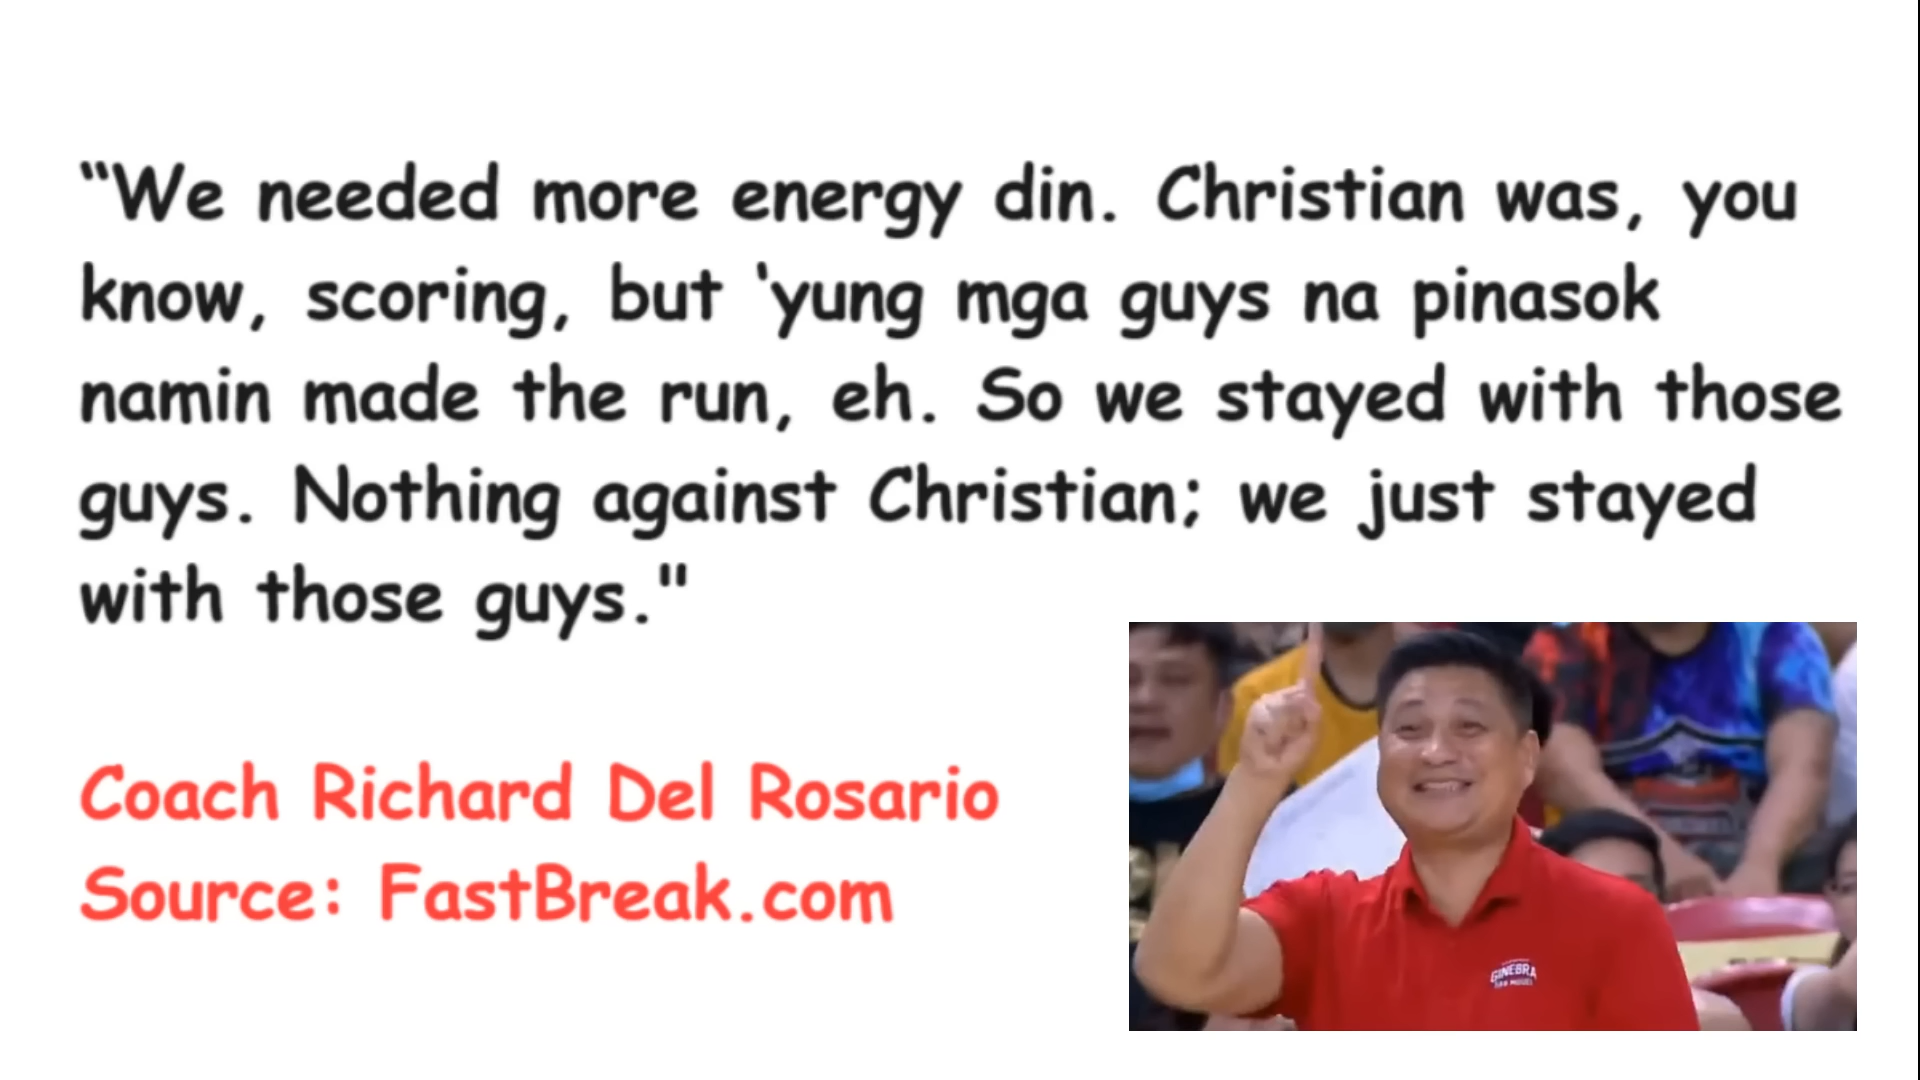 “We needed more energy din. Christian was, you
know, scoring, but ‘yung mga guys na pinasok
namin made the run, eh. So we stayed with those
guys. Nothing against Christian; we just stayed
with those guys."
Coach Richard Del Rosario
Source: FastBreak.com
GINEBRA
SAN MIGUEL